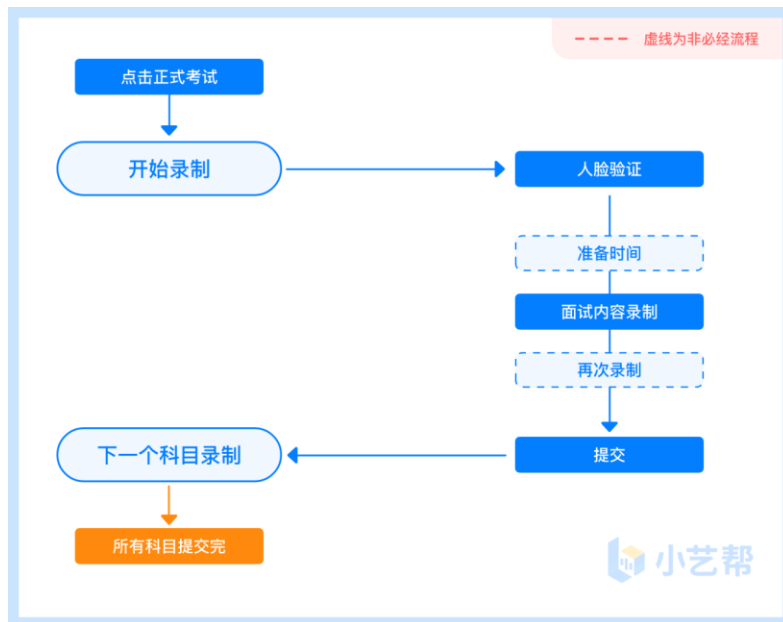 虚线为非必经流程
点击正式考试
开始录制
人脸验证
准备时间
面试内容录制
再次录制
提交
下一个科目录制
所有科目提交完
小艺帮